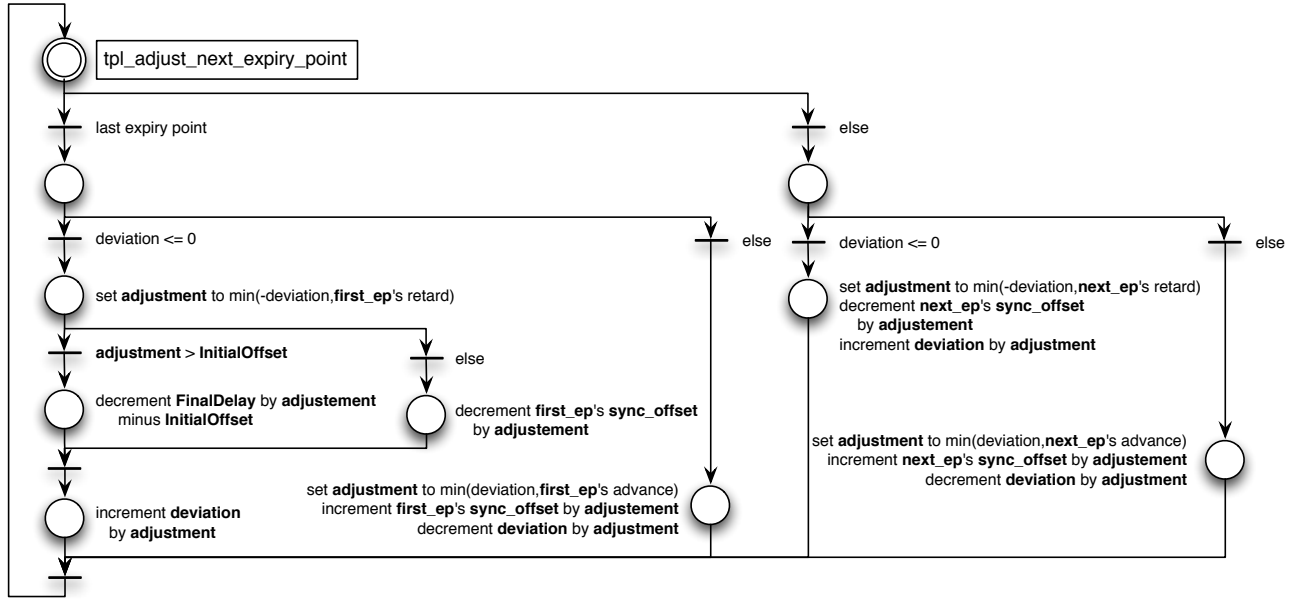 tpl_adjust_next_expiry_point
last expiry point
else
deviation <= 0
else
deviation <= 0
else
set adjustment to min(-deviation,first_ep's retard)
set adjustment to min(-deviation,next_ep's retard)
decrement next_ep's sync_offset
by adjustement
increment deviation by adjustment
adjustment > InitialOffset
else
decrement FinalDelay by adjustement
minus InitialOffset
decrement first_ep's sync_offset
by adjustement
set adjustment to min(deviation,next_ep's advance)
increment next_ep's sync_offset by adjustement
decrement deviation by adjustment
set adjustment to min(deviation,first_ep's advance)
increment first_ep's sync_offset by adjustement
decrement deviation by adjustment
increment deviation
by adjustment